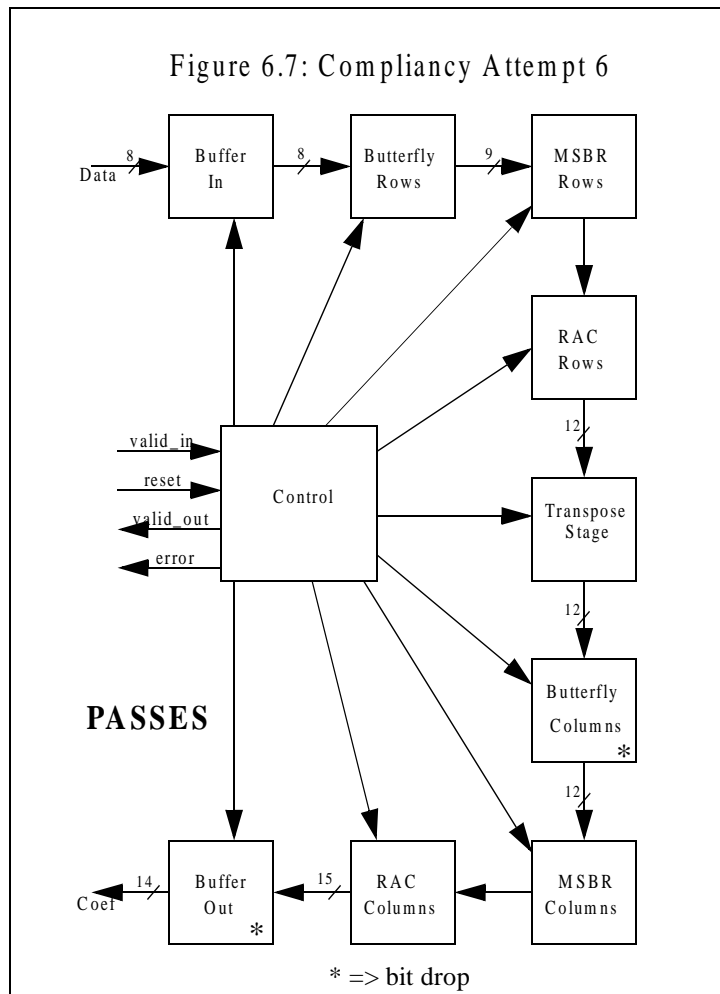 Figure 6.7: Compliancy Attempt 6
Data
8
Buffer
In
8
Butterfly
Rows
9
MSBR
Rows
RAC
Rows
12
valid_in
reset
valid_out
error
Control
Transpose
Stage
12
Butterfly
Columns
*
PASSES
12
Coef
14
Buffer
Out
*
15
RAC
Columns
MSBR
Columns
* => bit drop